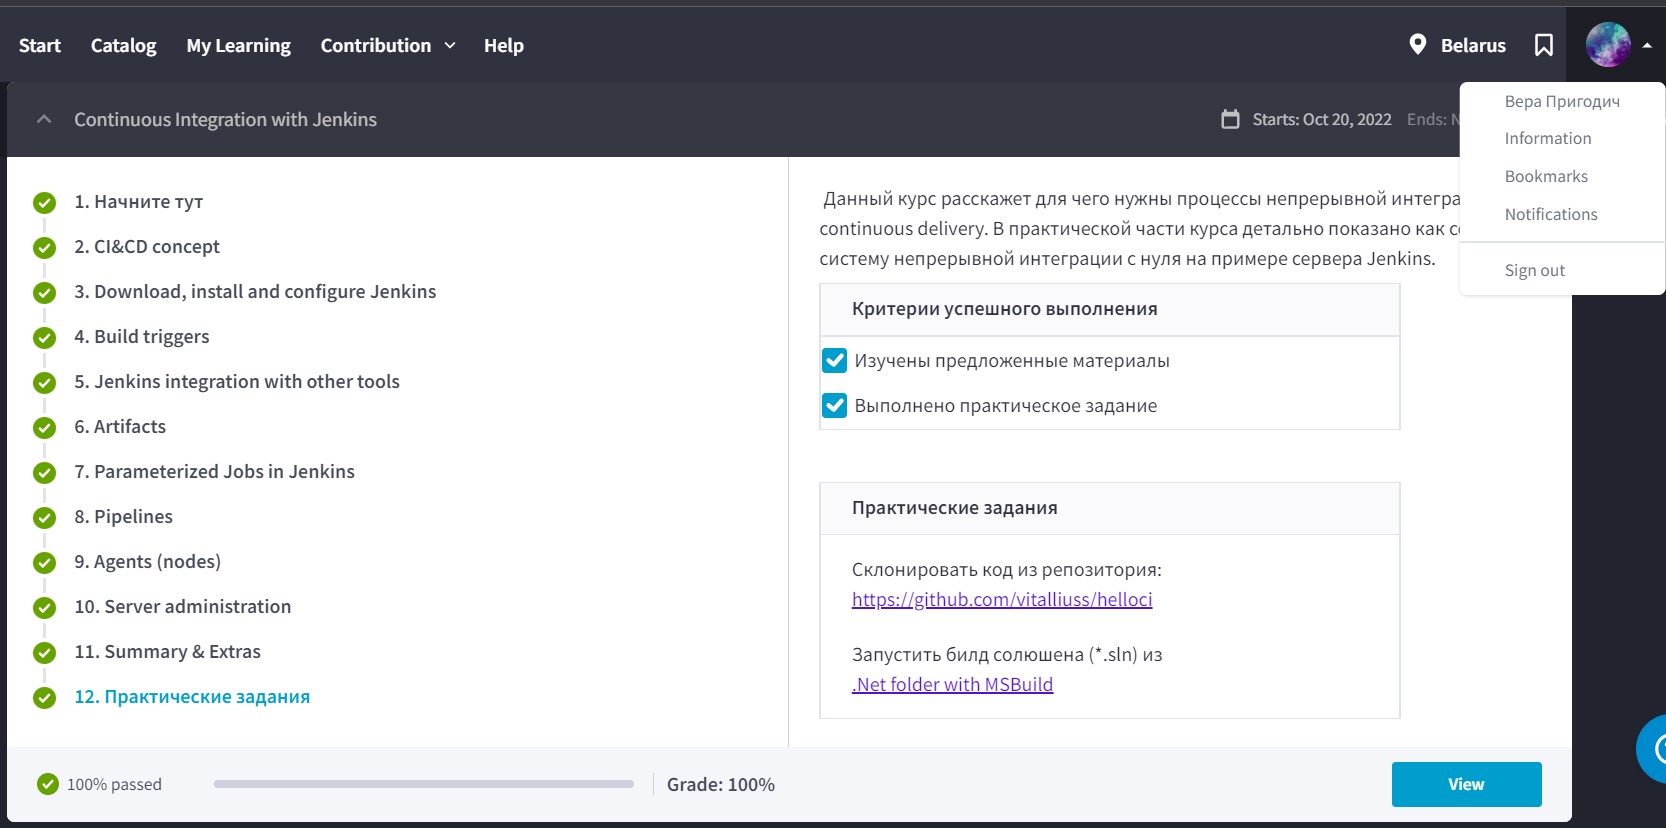 Start Catalog My Learning Contribution Help Belarus
Continuous Integration with Jenkins Starts: Oct 20, 2022 Ends:
Вера Пригодич
Information
Bookmarks
Notifications
Sign out
1. Начните тут
2. CI&CD concept
3. Download, install and configure Jenkins
4. Build triggers
5. Jenkins integration with other tools
6. Artifacts
7. Parameterized Jobs in Jenkins
8. Pipelines
9. Agents (nodes)
10. Server administration
11. Summary & Extras
12. Практические задания
Данный курс расскажет для чего нужны процессы непрерывной интегра
continuous delivery. В практической части курса детально показано как
систему непрерывной интеграции с нуля на примере сервера Jenkins.
Критерии успешного выполнения
Изучены предложенные материалы
Выполнено практическое задание
Практические задания
Склонировать код из репозитория:
https://github.com/vitalliuss/helloci
Запустить билд солюшена (*.sln) из
.Net folder with MSBuild
100% passed Grade: 100% View